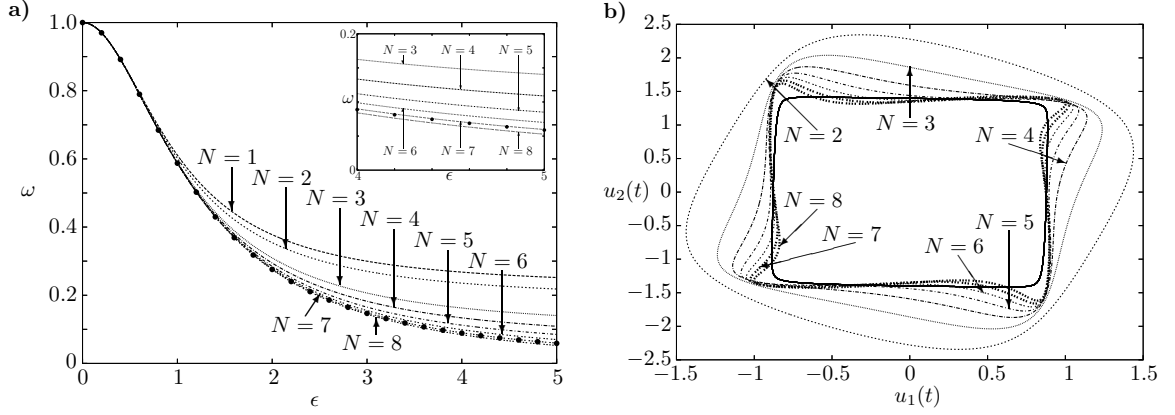 a)
1.0
0.8
0.6
0.4
0.2
0
ω
0 1 2 3 4 5
ϵ
N = 1
N = 2
N = 3
N = 4
N = 5
N = 6
N = 7
N = 8
0.2
ω
0
4 ϵ 5
N = 3 N = 4 N = 5
N = 6 N = 7 N = 8
b)
2.5
2
1.5
1
0.5
0
−0.5
−1
−1.5
−2
−2.5
u₂(t)
−1.5 −1 −0.5 0 0.5 1 1.5
u₁(t)
N = 2
N = 3
N = 4
N = 8
N = 7
N = 5
N = 6